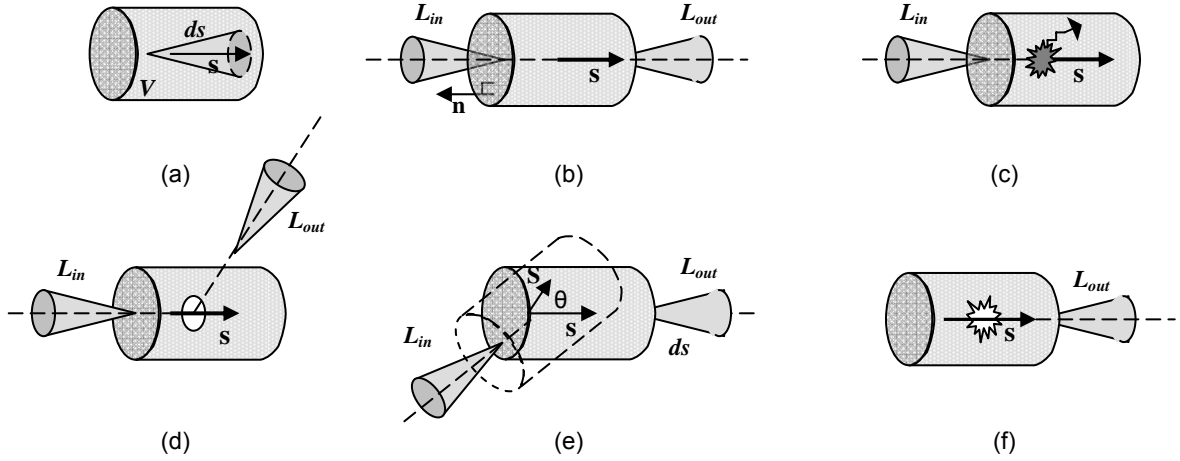 ds
s
V
(a)
L_in
L_out
s
n
(b)
L_in
s
(c)
L_in
L_out
s
(d)
L_in
s
θ
s
L_out
ds
(e)
s
L_out
(f)